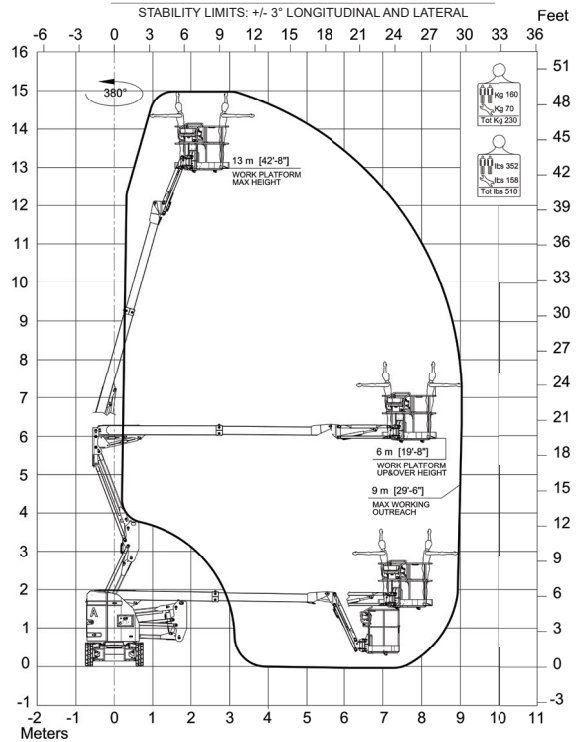 STABILITY LIMITS: +/- 3° LONGITUDINAL AND LATERAL
Feet
-6 -3 0 3 6 9 12 15 18 21 24 27 30 33 36
16
15
14
13
12
11
10
9
8
7
6
5
4
3
2
1
0
-1
51
48
45
42
39
36
33
30
27
24
21
18
15
12
9
6
3
0
-3
380°
Kg 160
Kg 70
Tot Kg 230
lbs 352
lbs 158
Tot lbs 510
13 m [42'-8"]
WORK PLATFORM
MAX HEIGHT
6 m [19'-8"]
WORK PLATFORM
UP&OVER HEIGHT
9 m [29'-6"]
MAX WORKING
OUTREACH
A
-2 -1 0 1 2 3 4 5 6 7 8 9 10 11
Meters